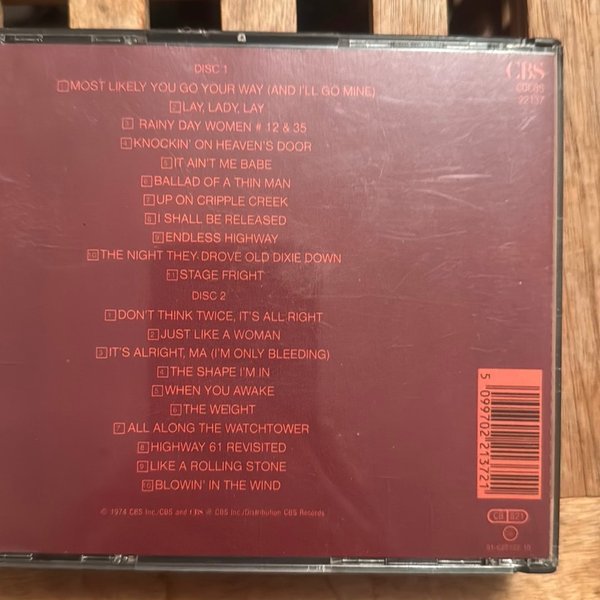 DISC 1
1 MOST LIKELY YOU GO YOUR WAY (AND I'LL GO MINE)
2 LAY, LADY, LAY
3 RAINY DAY WOMEN # 12 & 35
4 KNOCKIN' ON HEAVEN'S DOOR
5 IT AIN'T ME BABE
6 BALLAD OF A THIN MAN
7 UP ON CRIPPLE CREEK
8 I SHALL BE RELEASED
9 ENDLESS HIGHWAY
10 THE NIGHT THEY DROVE OLD DIXIE DOWN
11 STAGE FRIGHT
DISC 2
1 DON'T THINK TWICE, IT'S ALL RIGHT
2 JUST LIKE A WOMAN
3 IT'S ALRIGHT, MA (I'M ONLY BLEEDING)
4 THE SHAPE I'M IN
5 WHEN YOU AWAKE
6 THE WEIGHT
7 ALL ALONG THE WATCHTOWER
8 HIGHWAY 61 REVISITED
9 LIKE A ROLLING STONE
10 BLOWIN' IN THE WIND
© 1974 CBS Inc./CBS and CBS ® CBS Inc./Distribution CBS Records
CBS
CDCBS
22137
5 099702 213721
CB 821